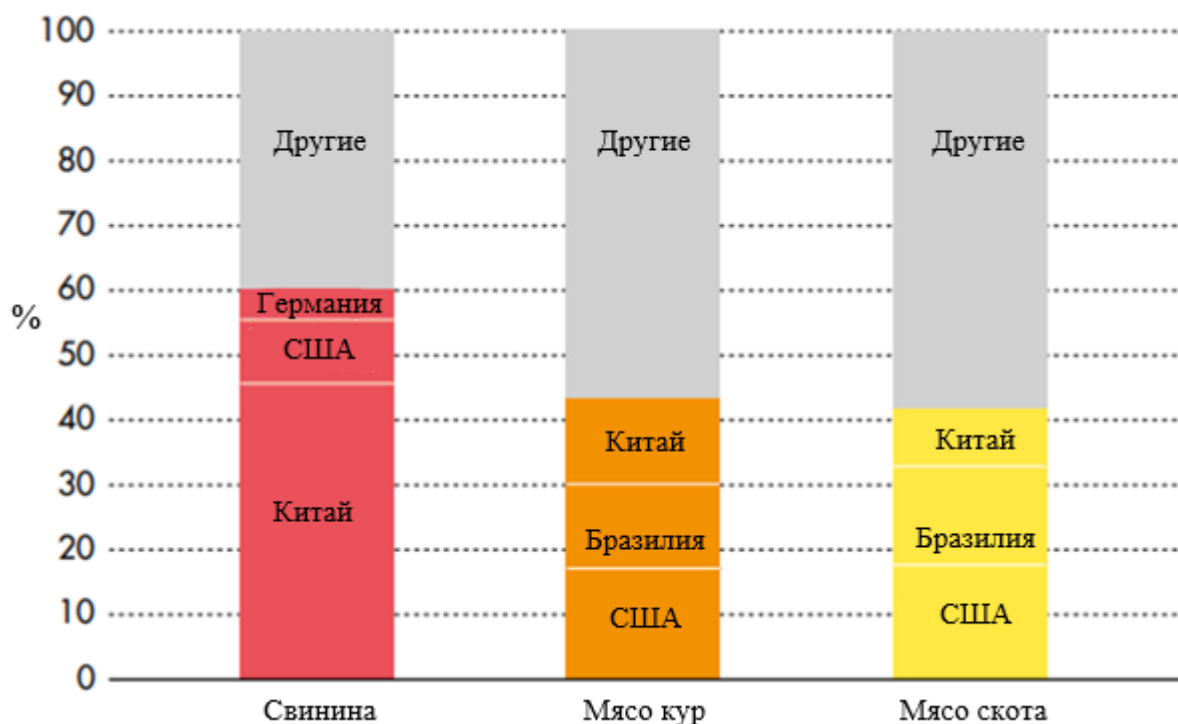 100
90
80
70
60
50
40
30
20
10
0
%
Другие
Германия
США
Китай
Другие
Китай
Бразилия
США
Другие
Китай
Бразилия
США
Свинина
Мясо кур
Мясо скота